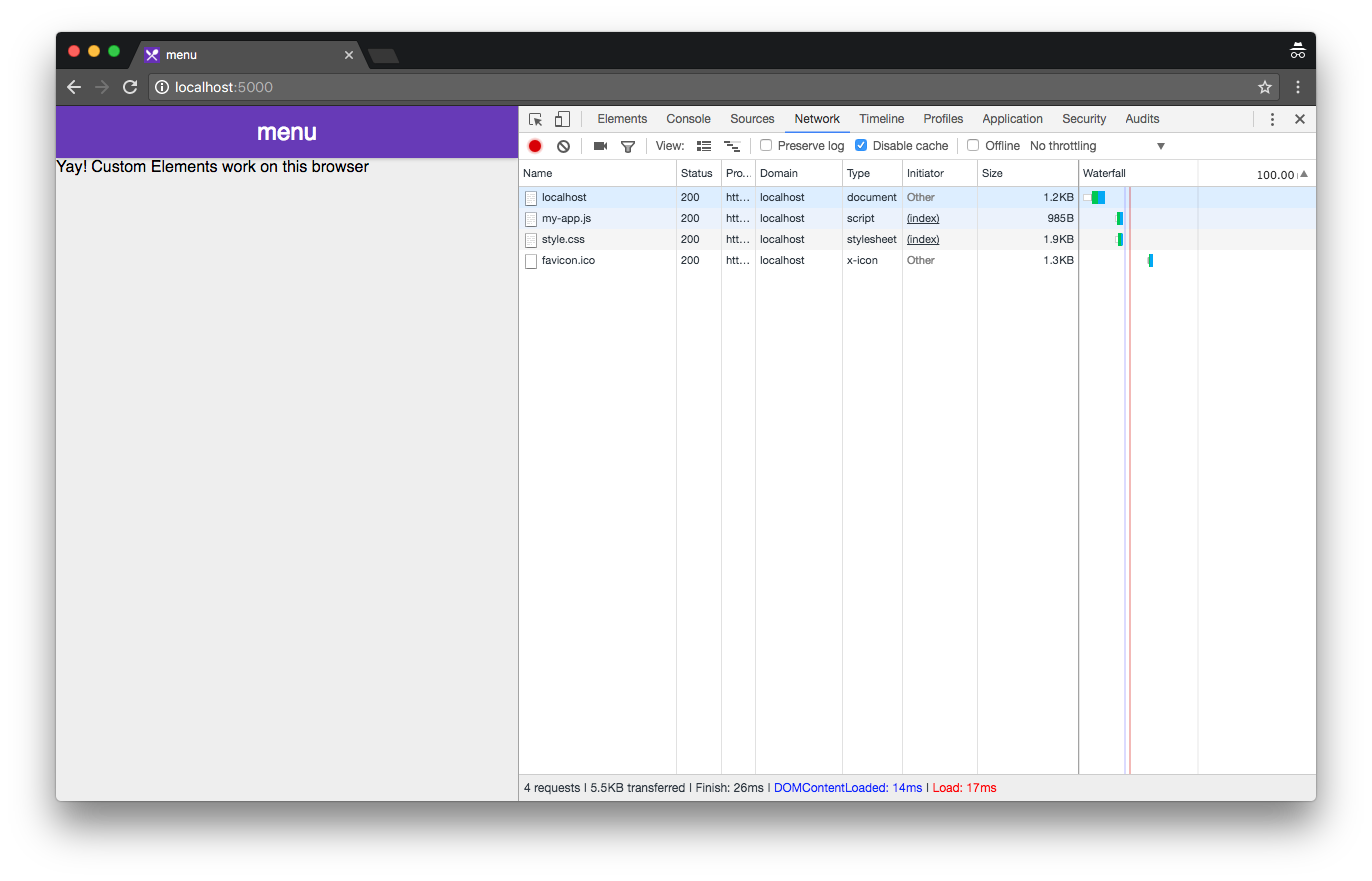 menu
localhost:5000
menu
Yay! Custom Elements work on this browser
Elements Console Sources Network Timeline Profiles Application Security Audits
View: Preserve log Disable cache Offline No throttling
Name Status Pro... Domain Type Initiator Size Waterfall 100.00
localhost 200 htt... localhost document Other 1.2KB
my-app.js 200 htt... localhost script (index) 985B
style.css 200 htt... localhost stylesheet (index) 1.9KB
favicon.ico 200 htt... localhost x-icon Other 1.3KB
4 requests | 5.5KB transferred | Finish: 26ms | DOMContentLoaded: 14ms | Load: 17ms